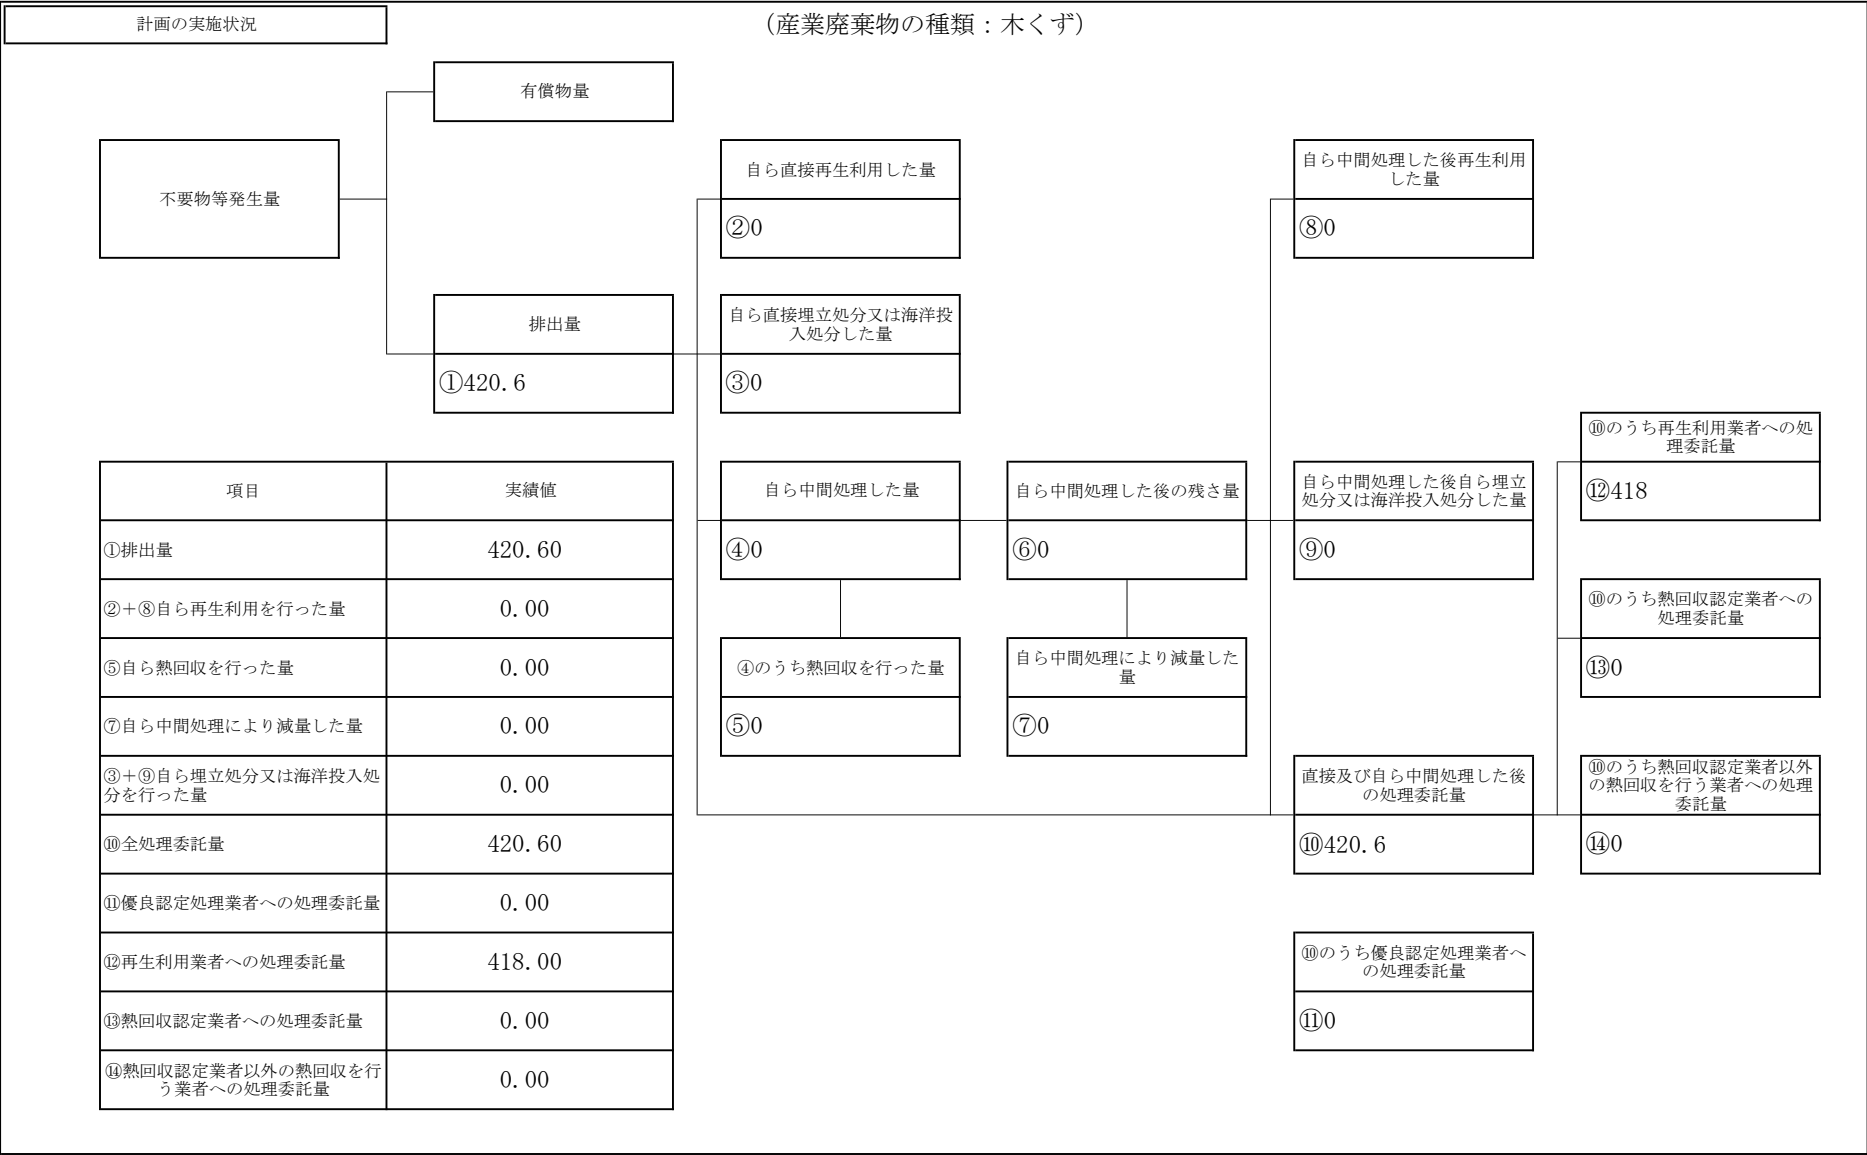 計画の実施状況
(産業廃棄物の種類：木くず)
有償物量
不要物等発生量
自ら直接再生利用した量
②0
自ら中間処理した後再生利用
した量
⑧0
排出量
①420.6
自ら直接埋立処分又は海洋投
入処分した量
③0
⑩のうち再生利用業者への処
理委託量
⑫418
自ら中間処理した量
④0
自ら中間処理した後の残さ量
⑥0
自ら中間処理した後自ら埋立
処分又は海洋投入処分した量
⑨0
⑩のうち熱回収認定業者への
処理委託量
⑬0
④のうち熱回収を行った量
⑤0
自ら中間処理により減量した
量
⑦0
直接及び自ら中間処理した後
の処理委託量
⑩420.6
⑩のうち熱回収認定業者以外
の熱回収を行う業者への処理
委託量
⑭0
⑩のうち優良認定処理業者へ
の処理委託量
⑪0
項目 実績値
①排出量 420.60
②＋⑧自ら再生利用を行った量 0.00
⑤自ら熱回収を行った量 0.00
⑦自ら中間処理により減量した量 0.00
③＋⑨自ら埋立処分又は海洋投入処
分を行った量 0.00
⑩全処理委託量 420.60
⑪優良認定処理業者への処理委託量 0.00
⑫再生利用業者への処理委託量 418.00
⑬熱回収認定業者への処理委託量 0.00
⑭熱回収認定業者以外の熱回収を行
う業者への処理委託量 0.00